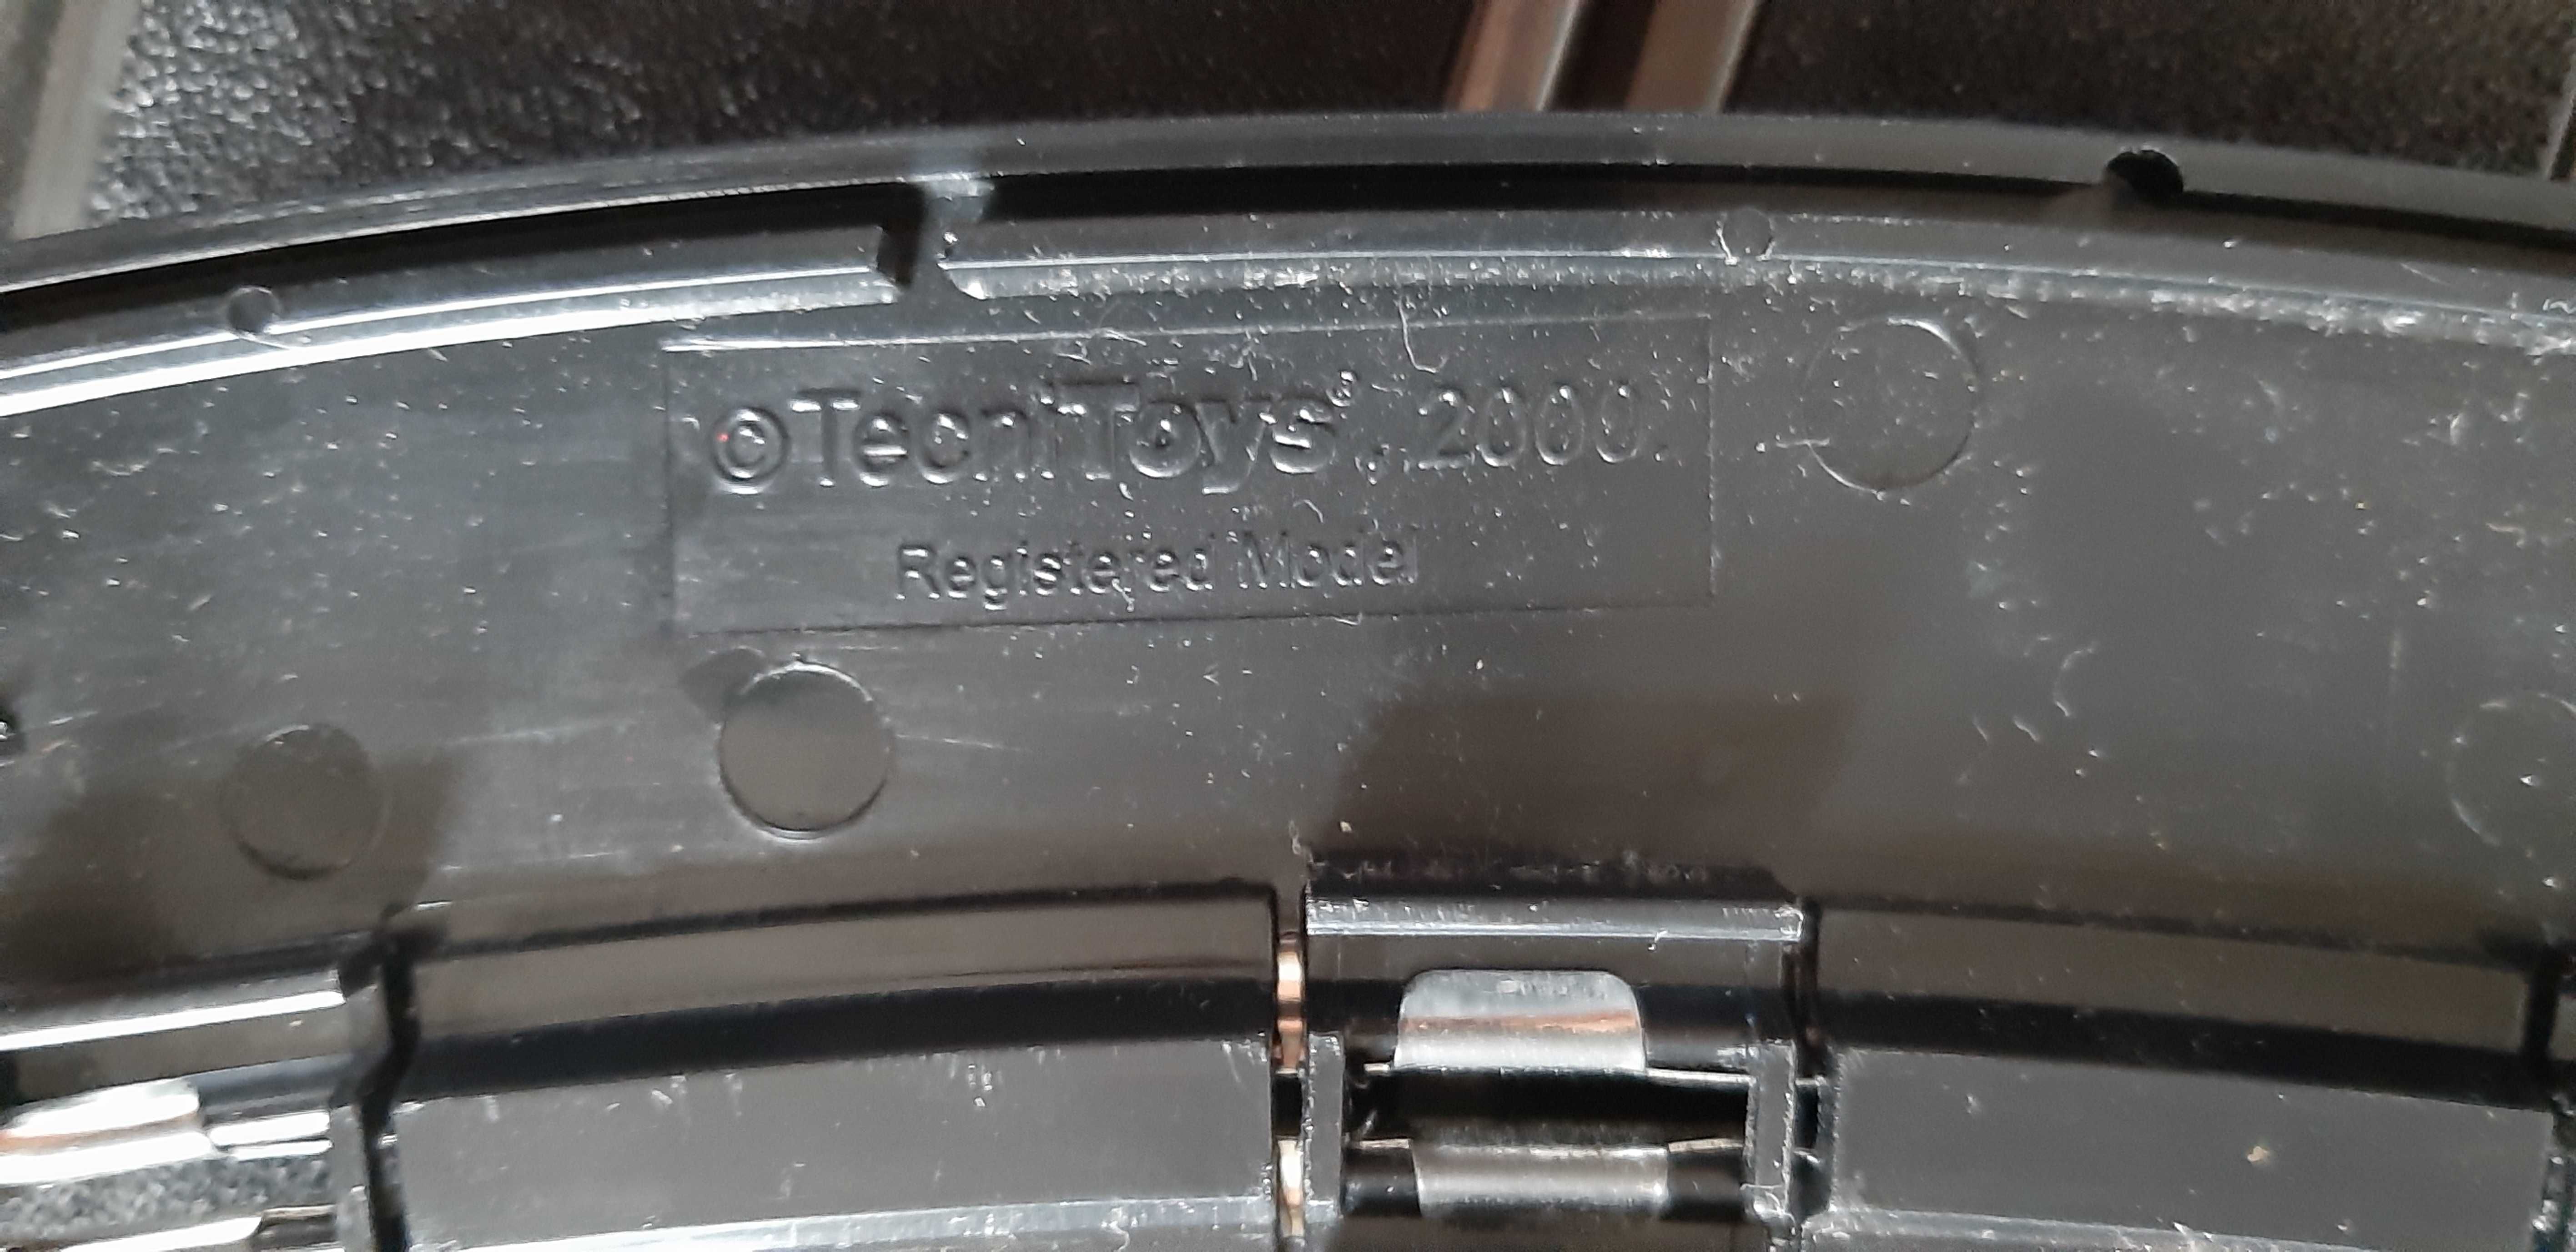 ©TecniToys®, 2000.
Registered Model